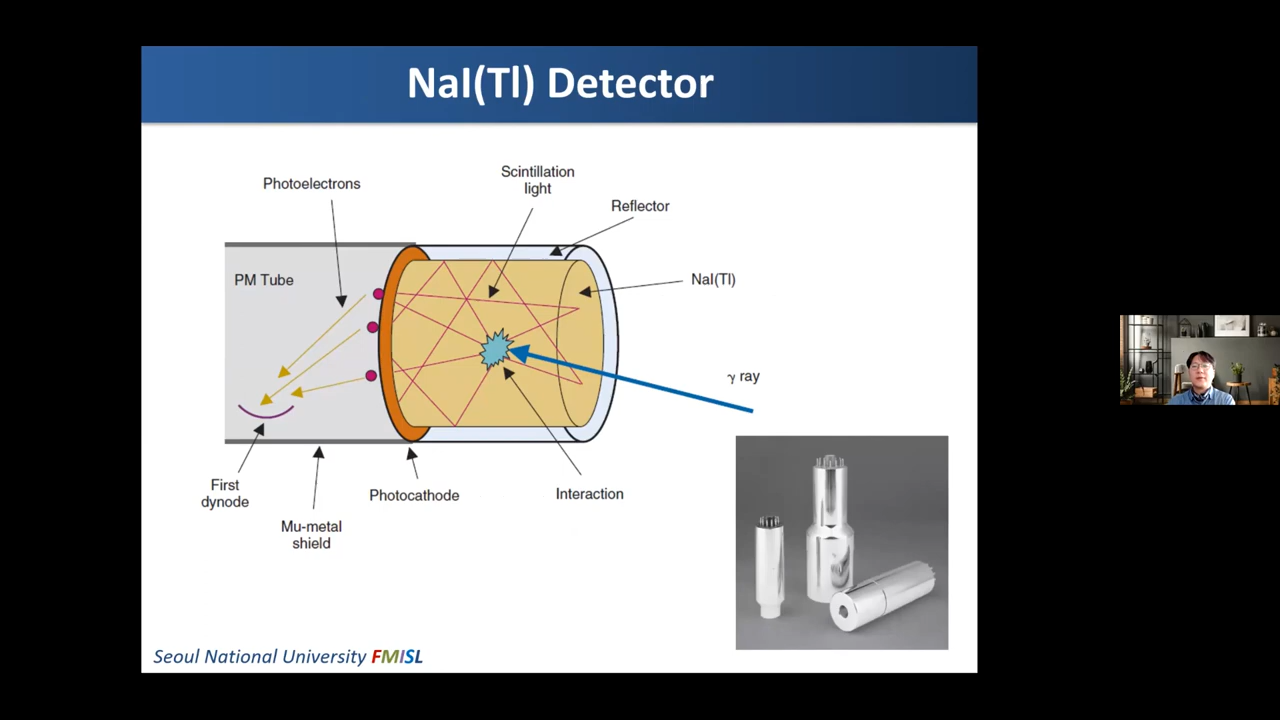 NaI(Tl) Detector
Scintillation
light
Photoelectrons
Reflector
PM Tube
NaI(Tl)
γ ray
First
dynode
Photocathode
Interaction
Mu-metal
shield
Seoul National University FMISL